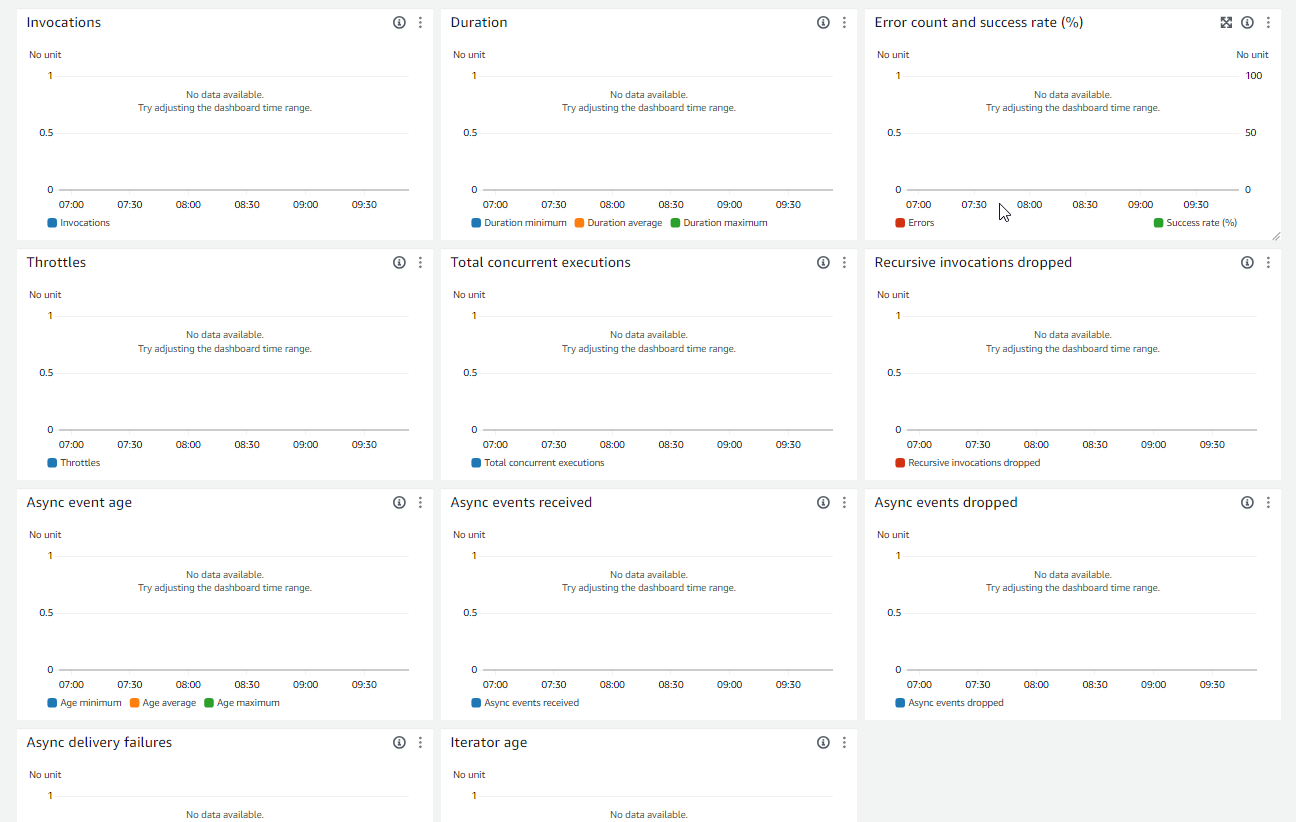 Invocations
No unit
1
No data available.
Try adjusting the dashboard time range.
0.5
0
07:00 07:30 08:00 08:30 09:00 09:30
Invocations
Duration
No unit
1
No data available.
Try adjusting the dashboard time range.
0.5
0
07:00 07:30 08:00 08:30 09:00 09:30
Duration minimum Duration average Duration maximum
Error count and success rate (%)
No unit No unit
1 100
No data available.
Try adjusting the dashboard time range.
0.5 50
0 0
07:00 07:30 08:00 08:30 09:00 09:30
Errors Success rate (%)
Throttles
No unit
1
No data available.
Try adjusting the dashboard time range.
0.5
0
07:00 07:30 08:00 08:30 09:00 09:30
Throttles
Total concurrent executions
No unit
1
No data available.
Try adjusting the dashboard time range.
0.5
0
07:00 07:30 08:00 08:30 09:00 09:30
Total concurrent executions
Recursive invocations dropped
No unit
1
No data available.
Try adjusting the dashboard time range.
0.5
0
07:00 07:30 08:00 08:30 09:00 09:30
Recursive invocations dropped
Async event age
No unit
1
No data available.
Try adjusting the dashboard time range.
0.5
0
07:00 07:30 08:00 08:30 09:00 09:30
Age minimum Age average Age maximum
Async events received
No unit
1
No data available.
Try adjusting the dashboard time range.
0.5
0
07:00 07:30 08:00 08:30 09:00 09:30
Async events received
Async events dropped
No unit
1
No data available.
Try adjusting the dashboard time range.
0.5
0
07:00 07:30 08:00 08:30 09:00 09:30
Async events dropped
Async delivery failures
No unit
1
No data available.
Iterator age
No unit
1
No data available.